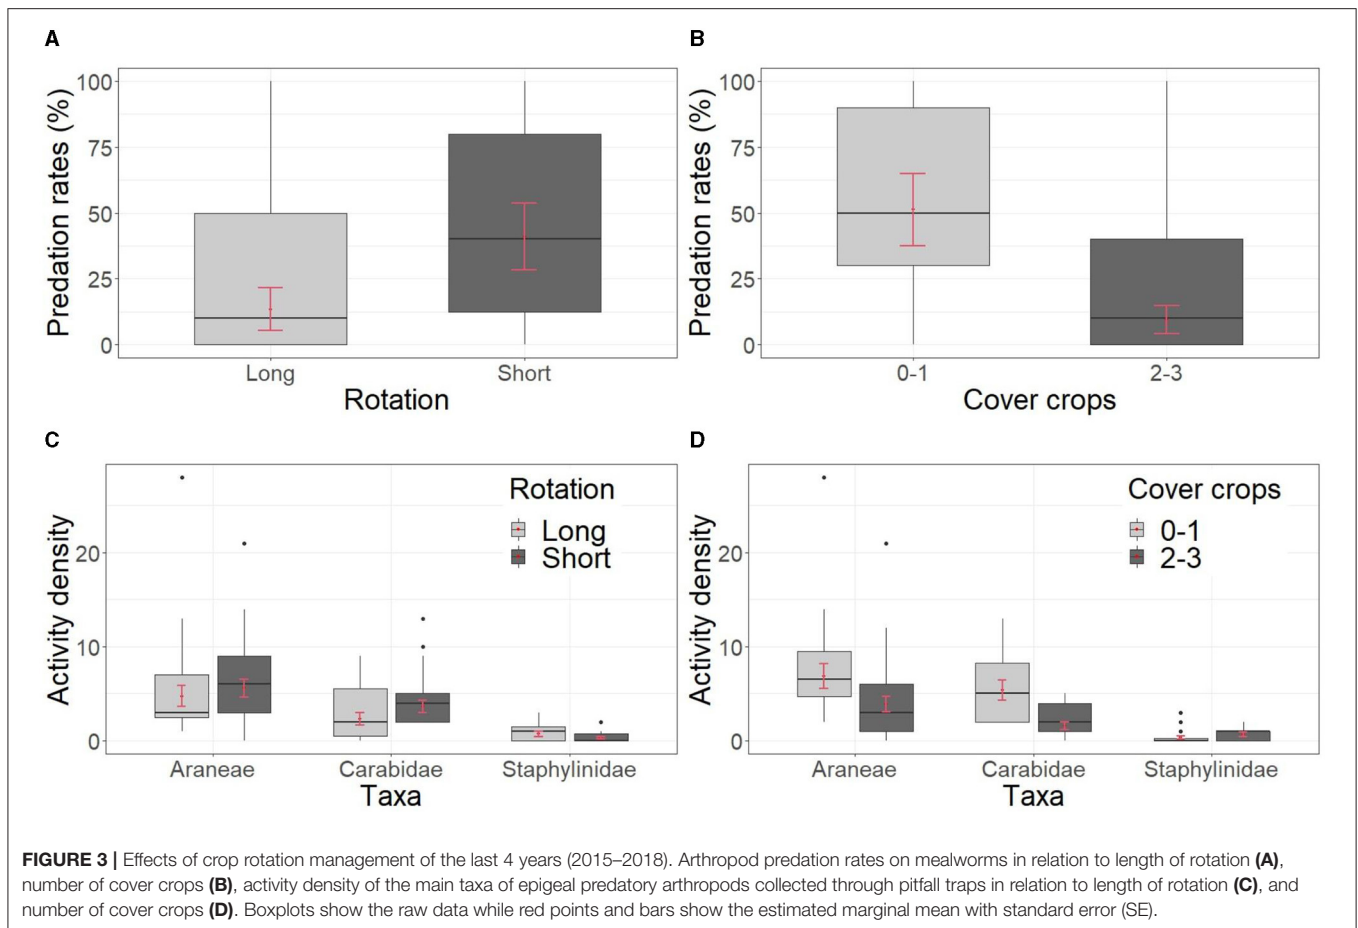 A
B
Predation rates (%)
100
75
50
25
0
Long
Short
Rotation
Predation rates (%)
100
75
50
25
0
0-1
2-3
Cover crops
C
D
Activity density
20
10
0
Rotation
Long
Short
Araneae
Carabidae
Staphylinidae
Taxa
Activity density
20
10
0
Cover crops
0-1
2-3
Araneae
Carabidae
Staphylinidae
Taxa
FIGURE 3 | Effects of crop rotation management of the last 4 years (2015–2018). Arthropod predation rates on mealworms in relation to length of rotation (A),
number of cover crops (B), activity density of the main taxa of epigeal predatory arthropods collected through pitfall traps in relation to length of rotation (C), and
number of cover crops (D). Boxplots show the raw data while red points and bars show the estimated marginal mean with standard error (SE).